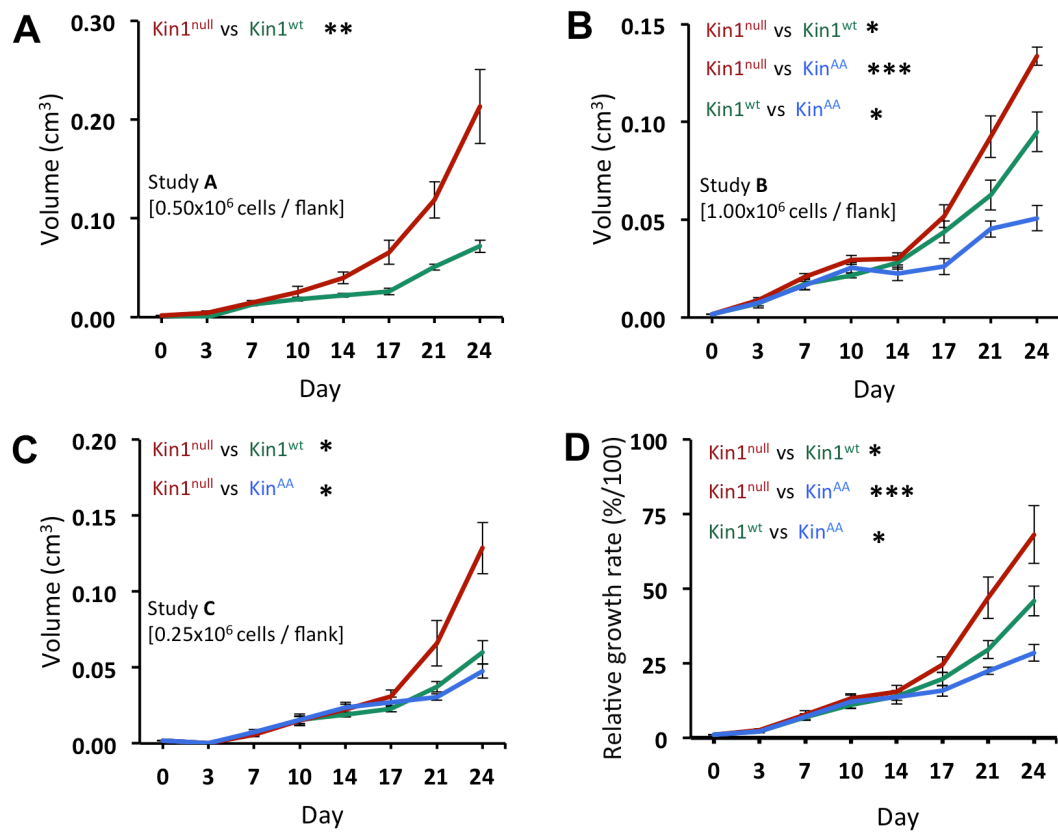 A
Kin1ⁿᵘˡˡ vs Kin1ʷᵗ **
Volume (cm³)
0.30
0.20
0.10
0.00
Study A
[0.50x10⁶ cells / flank]
0 3 7 10 14 17 21 24
Day
B
Kin1ⁿᵘˡˡ vs Kin1ʷᵗ *
Kin1ⁿᵘˡˡ vs Kinᴬᴬ ***
Kin1ʷᵗ vs Kinᴬᴬ *
Volume (cm³)
0.15
0.10
0.05
0.00
Study B
[1.00x10⁶ cells / flank]
0 3 7 10 14 17 21 24
Day
C
Kin1ⁿᵘˡˡ vs Kin1ʷᵗ *
Kin1ⁿᵘˡˡ vs Kinᴬᴬ *
Volume (cm³)
0.20
0.15
0.10
0.05
0.00
Study C
[0.25x10⁶ cells / flank]
0 3 7 10 14 17 21 24
Day
D
Kin1ⁿᵘˡˡ vs Kin1ʷᵗ *
Kin1ⁿᵘˡˡ vs Kinᴬᴬ ***
Kin1ʷᵗ vs Kinᴬᴬ *
Relative growth rate (%/100)
100
75
50
25
0
0 3 7 10 14 17 21 24
Day